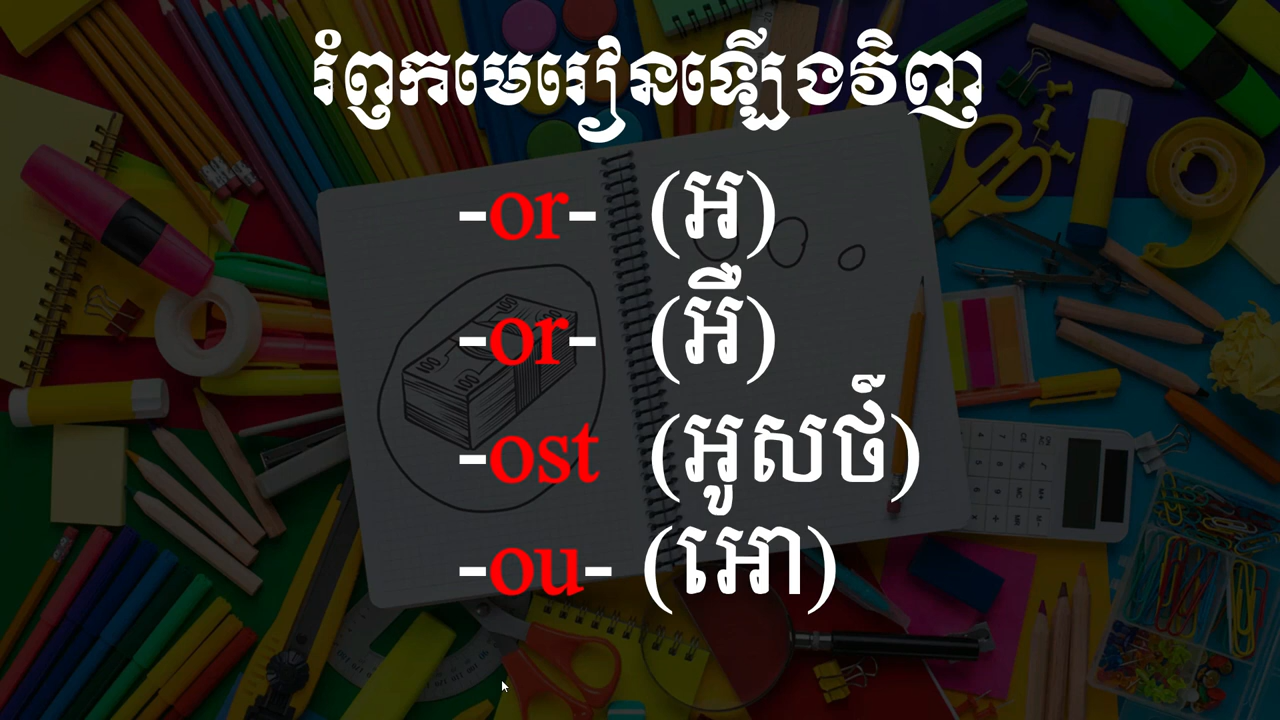 រំឭកមេរៀនឡើងវិញ
-or- (អ)
-or- (អឺ)
-ost (អូសថ៍)
-ou- (អោ)